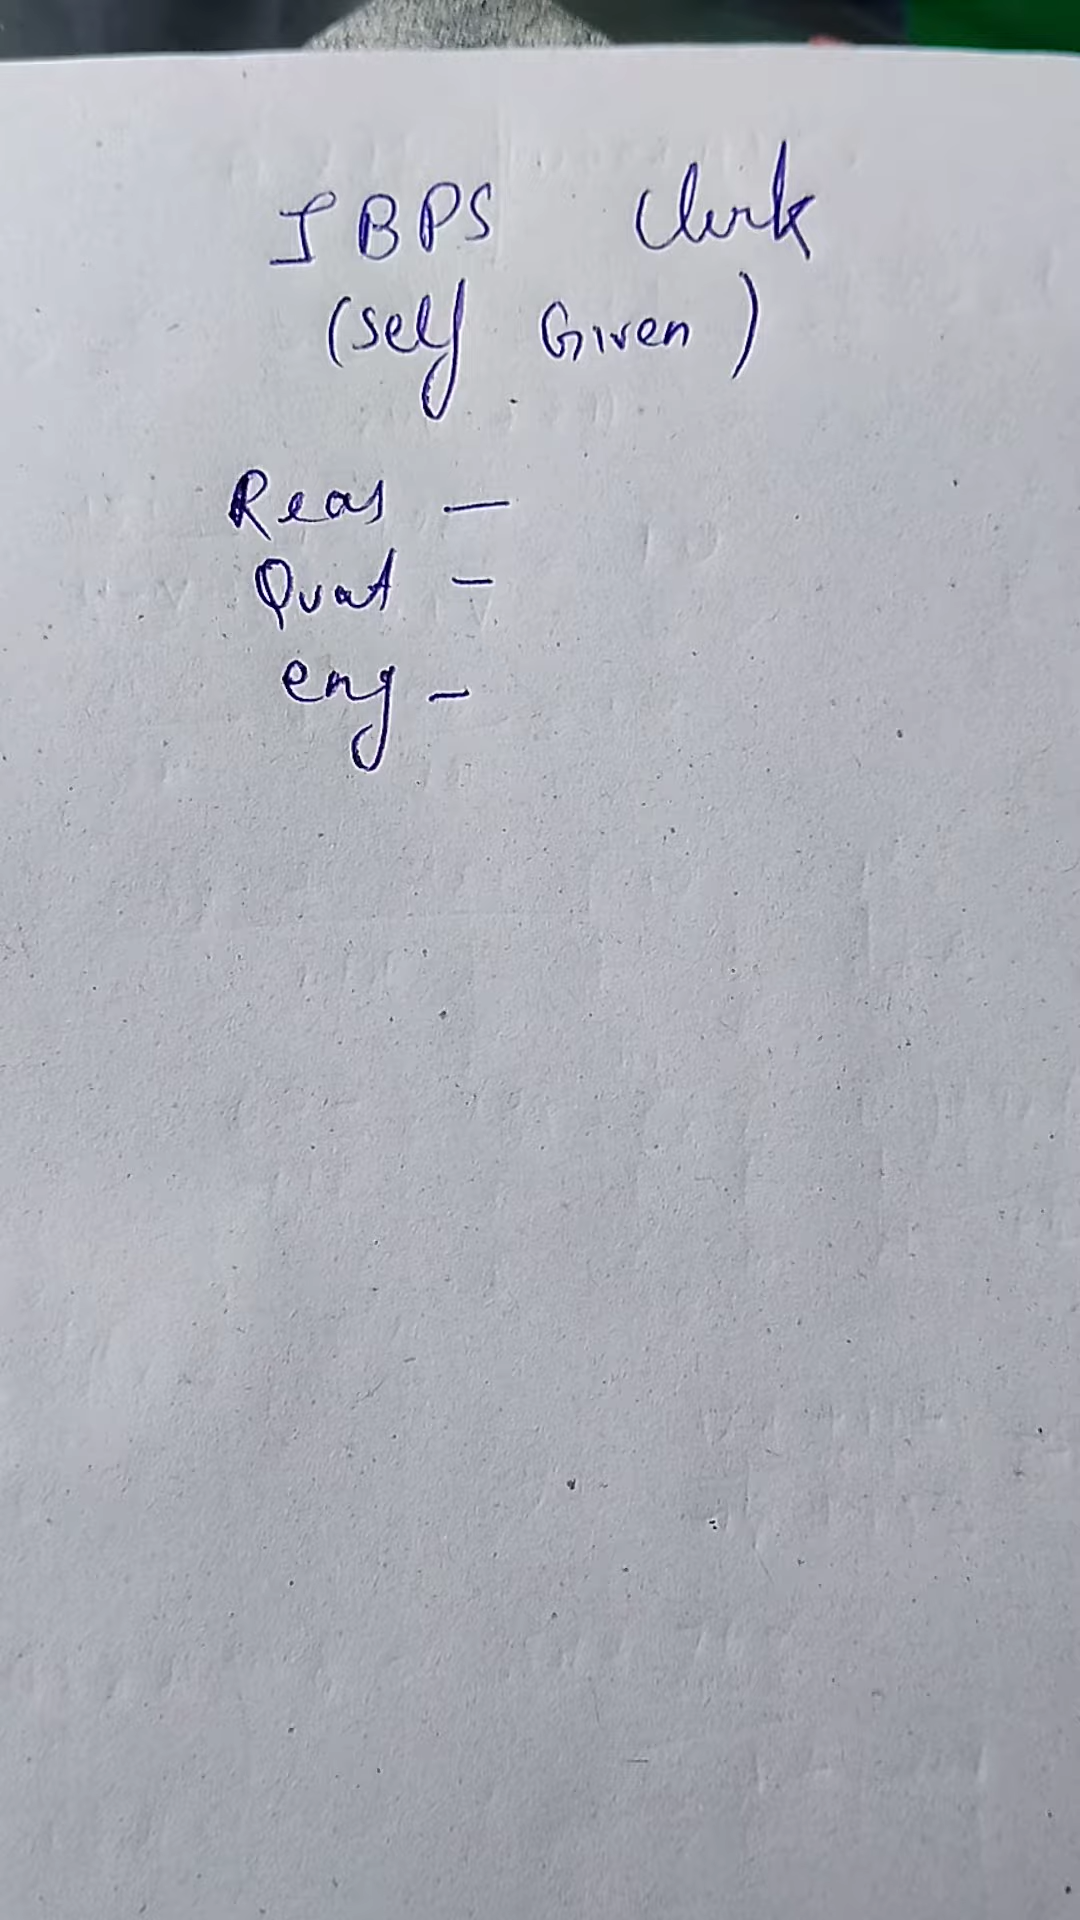 IBPS Clerk
(Self Given)
Reas —
Quat -
eng -